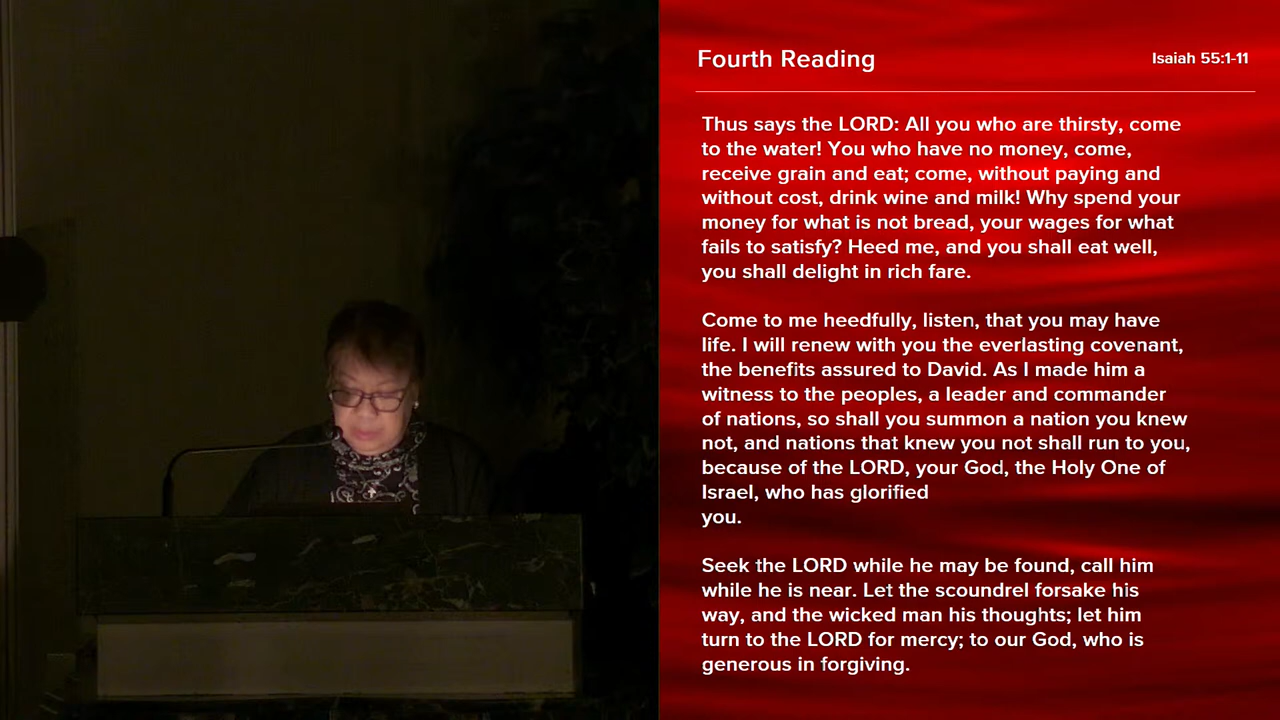 Fourth Reading
Isaiah 55:1-11
Thus says the LORD: All you who are thirsty, come
to the water! You who have no money, come,
receive grain and eat; come, without paying and
without cost, drink wine and milk! Why spend your
money for what is not bread, your wages for what
fails to satisfy? Heed me, and you shall eat well,
you shall delight in rich fare.
Come to me heedfully, listen, that you may have
life. I will renew with you the everlasting covenant,
the benefits assured to David. As I made him a
witness to the peoples, a leader and commander
of nations, so shall you summon a nation you knew
not, and nations that knew you not shall run to you,
because of the LORD, your God, the Holy One of
Israel, who has glorified
you.
Seek the LORD while he may be found, call him
while he is near. Let the scoundrel forsake his
way, and the wicked man his thoughts; let him
turn to the LORD for mercy; to our God, who is
generous in forgiving.